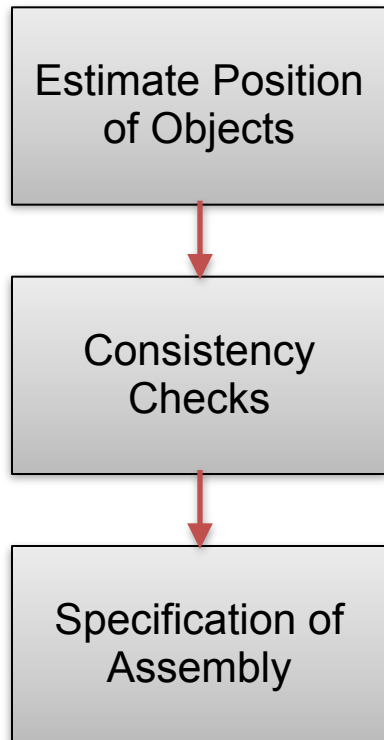 Estimate Position
of Objects
Consistency
Checks
Specification of
Assembly